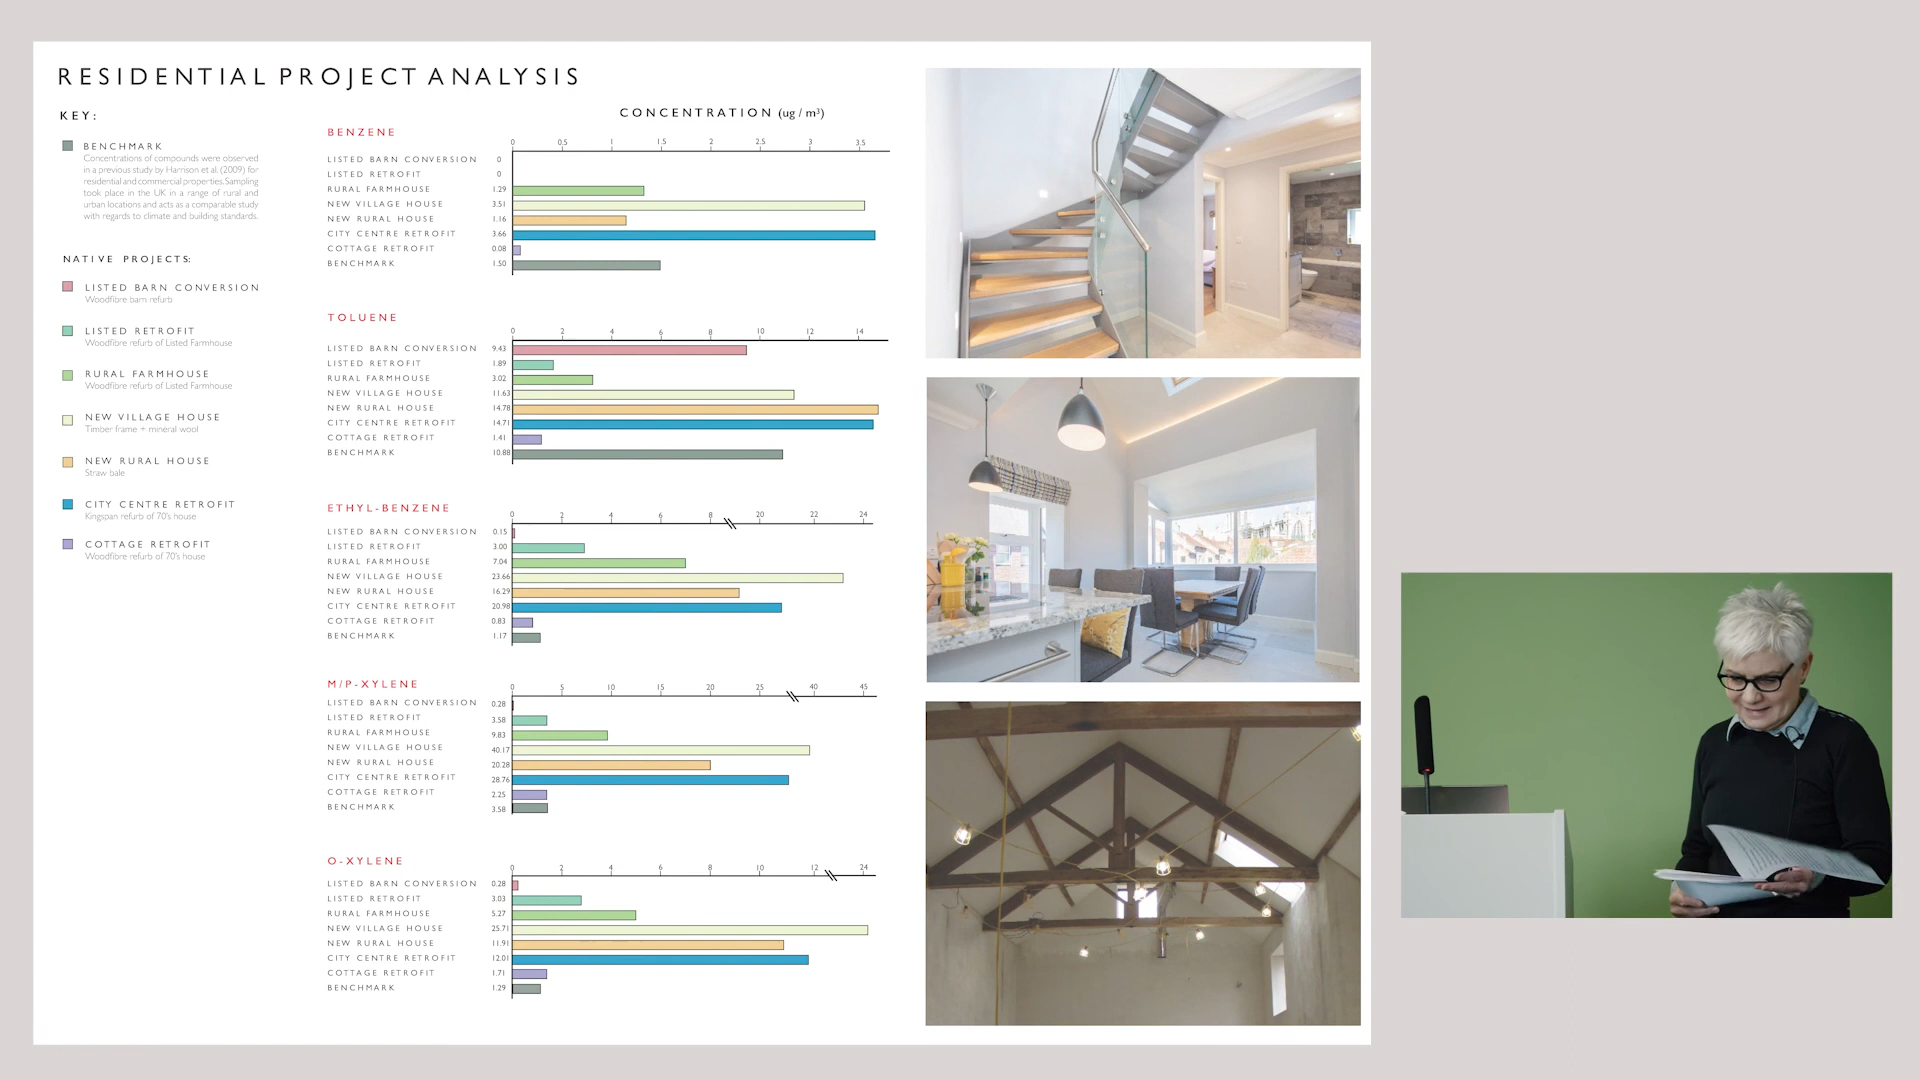 RESIDENTIAL PROJECT ANALYSIS
KEY:
BENCHMARK
Concentrations of compounds were observed
in a previous study by Harrison et al. (2009) for
residential and commercial properties. Sampling
took place in the UK in a range of rural and
urban locations and acts as a comparable study
with regards to climate and building standards.
NATIVE PROJECTS:
LISTED BARN CONVERSION
Woodfibre barn refurb
LISTED RETROFIT
Woodfibre refurb of Listed Farmhouse
RURAL FARMHOUSE
Woodfibre refurb of Listed Farmhouse
NEW VILLAGE HOUSE
Timber frame + mineral wool
NEW RURAL HOUSE
Straw bale
CITY CENTRE RETROFIT
Kingspan refurb of 70's house
COTTAGE RETROFIT
Woodfibre refurb of 70's house
CONCENTRATION (ug / m³)
BENZENE
0 0.5 1 1.5 2 2.5 3 3.5
LISTED BARN CONVERSION 0
LISTED RETROFIT 0
RURAL FARMHOUSE 1.29
NEW VILLAGE HOUSE 3.51
NEW RURAL HOUSE 1.16
CITY CENTRE RETROFIT 3.66
COTTAGE RETROFIT 0.08
BENCHMARK 1.50
TOLUENE
0 2 4 6 8 10 12 14
LISTED BARN CONVERSION 9.43
LISTED RETROFIT 1.89
RURAL FARMHOUSE 3.02
NEW VILLAGE HOUSE 11.63
NEW RURAL HOUSE 14.78
CITY CENTRE RETROFIT 14.71
COTTAGE RETROFIT 1.41
BENCHMARK 10.88
ETHYL-BENZENE
0 2 4 6 8 20 22 24
LISTED BARN CONVERSION 0.15
LISTED RETROFIT 3.00
RURAL FARMHOUSE 7.04
NEW VILLAGE HOUSE 23.66
NEW RURAL HOUSE 16.29
CITY CENTRE RETROFIT 20.98
COTTAGE RETROFIT 0.83
BENCHMARK 1.17
M/P-XYLENE
0 5 10 15 20 25 40 45
LISTED BARN CONVERSION 0.28
LISTED RETROFIT 3.58
RURAL FARMHOUSE 9.83
NEW VILLAGE HOUSE 40.17
NEW RURAL HOUSE 20.28
CITY CENTRE RETROFIT 28.76
COTTAGE RETROFIT 2.25
BENCHMARK 3.58
O-XYLENE
0 2 4 6 8 10 12 24
LISTED BARN CONVERSION 0.28
LISTED RETROFIT 3.03
RURAL FARMHOUSE 5.27
NEW VILLAGE HOUSE 25.71
NEW RURAL HOUSE 11.91
CITY CENTRE RETROFIT 12.01
COTTAGE RETROFIT 1.71
BENCHMARK 1.29